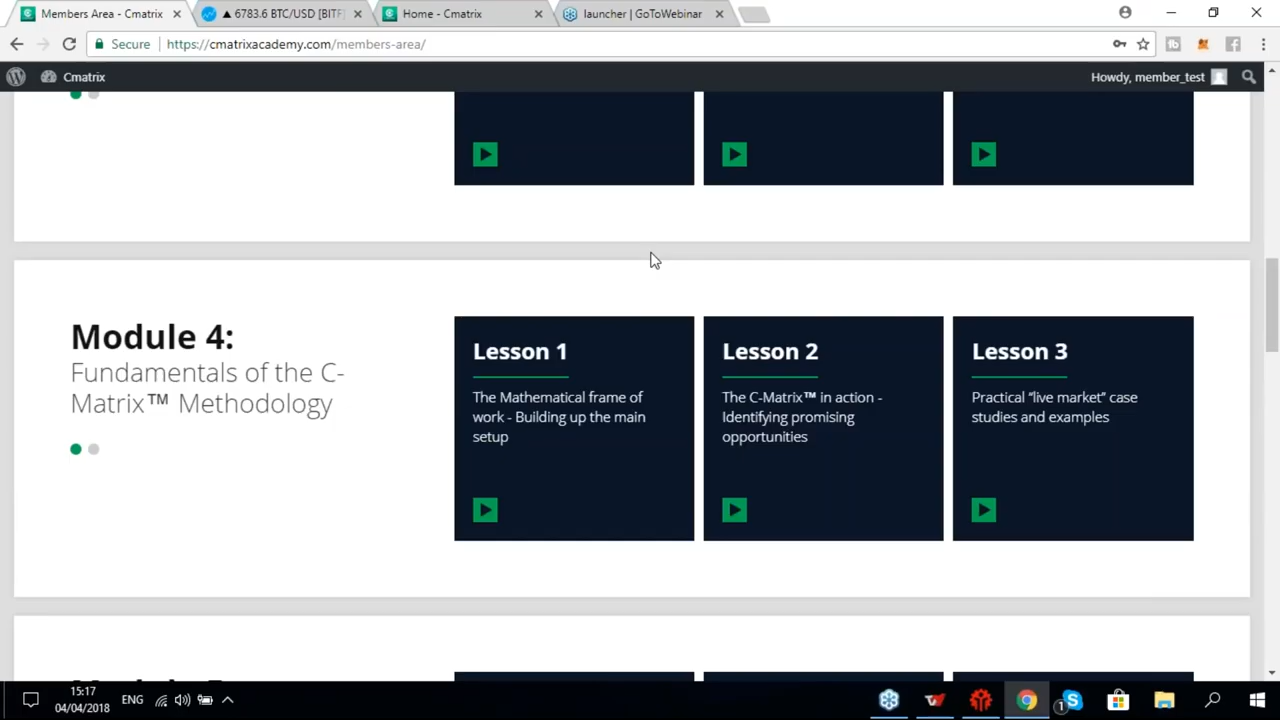 Members Area - Cmatrix
▲ 6783.6 BTC/USD [BITF
Home - Cmatrix
launcher | GoToWebinar
Secure
https://cmatrixacademy.com/members-area/
Cmatrix
Howdy, member_test
Module 4:
Fundamentals of the C-
Matrix™ Methodology
Lesson 1
The Mathematical frame of
work - Building up the main
setup
Lesson 2
The C-Matrix™ in action -
Identifying promising
opportunities
Lesson 3
Practical “live market” case
studies and examples
15:17
04/04/2018
ENG
1